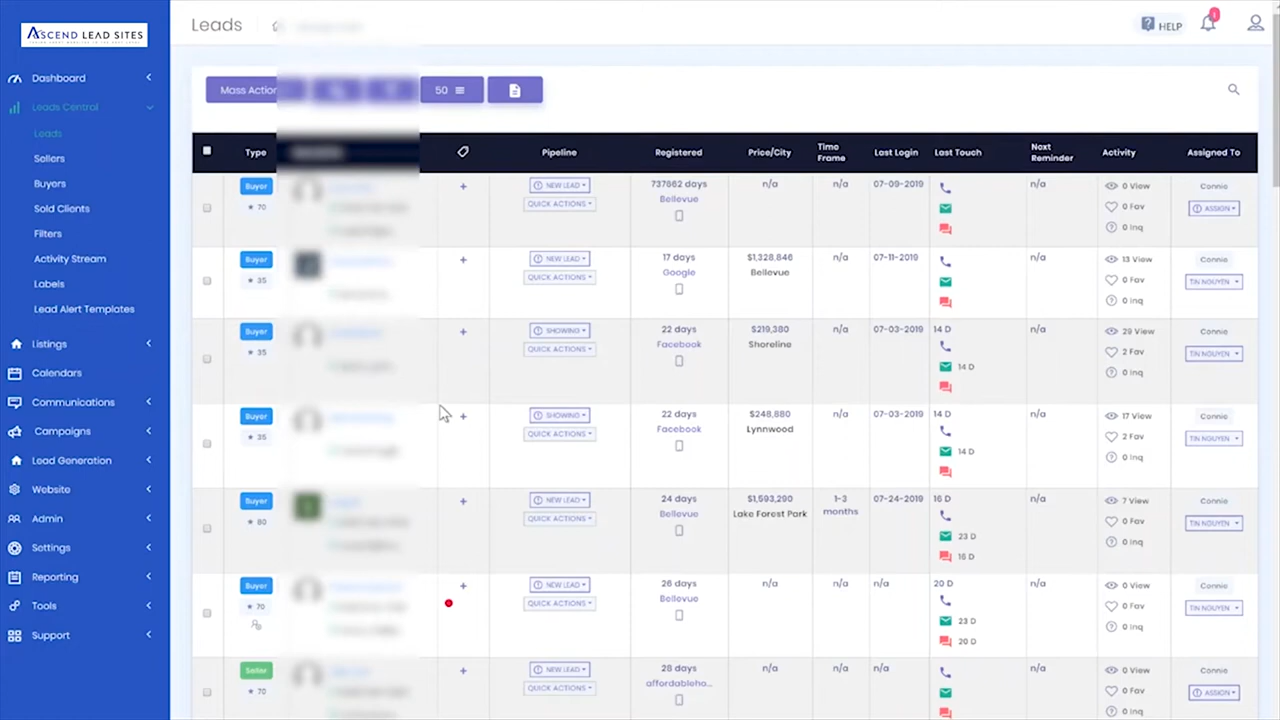 ASCEND LEAD SITES
Dashboard
Leads Central
Leads
Sellers
Buyers
Sold Clients
Filters
Activity Stream
Labels
Lead Alert Templates
Listings
Calendars
Communications
Campaigns
Lead Generation
Website
Admin
Settings
Reporting
Tools
Support
Leads
HELP
1
Mass Action
50
Type Pipeline Registered Price/City Time Frame Last Login Last Touch Next Reminder Activity Assigned To
Buyer + NEW LEAD 737662 days n/a n/a 07-09-2019 n/a 0 View Connie
70 QUICK ACTIONS Bellevue 0 Fav ASSIGN
0 Inq
Buyer + NEW LEAD 17 days $1,328,846 n/a 07-11-2019 n/a 13 View Connie
35 QUICK ACTIONS Google Bellevue 0 Fav TIN NGUYEN
0 Inq
Buyer + SHOWING 22 days $219,380 n/a 07-03-2019 14 D n/a 29 View Connie
35 QUICK ACTIONS Facebook Shoreline 14 D 2 Fav TIN NGUYEN
0 Inq
Buyer + SHOWING 22 days $248,880 n/a 07-03-2019 14 D n/a 17 View Connie
35 QUICK ACTIONS Facebook Lynnwood 14 D 2 Fav TIN NGUYEN
0 Inq
Buyer + NEW LEAD 24 days $1,593,290 1-3 months 07-24-2019 16 D n/a 7 View Connie
80 QUICK ACTIONS Bellevue Lake Forest Park 23 D 0 Fav TIN NGUYEN
16 D 0 Inq
Buyer + NEW LEAD 26 days n/a n/a n/a 20 D n/a 0 View Connie
70 QUICK ACTIONS Bellevue 23 D 0 Fav TIN NGUYEN
20 D 0 Inq
Seller + NEW LEAD 28 days n/a n/a n/a n/a 0 View Connie
70 QUICK ACTIONS affordableho... 0 Fav ASSIGN
0 Inq